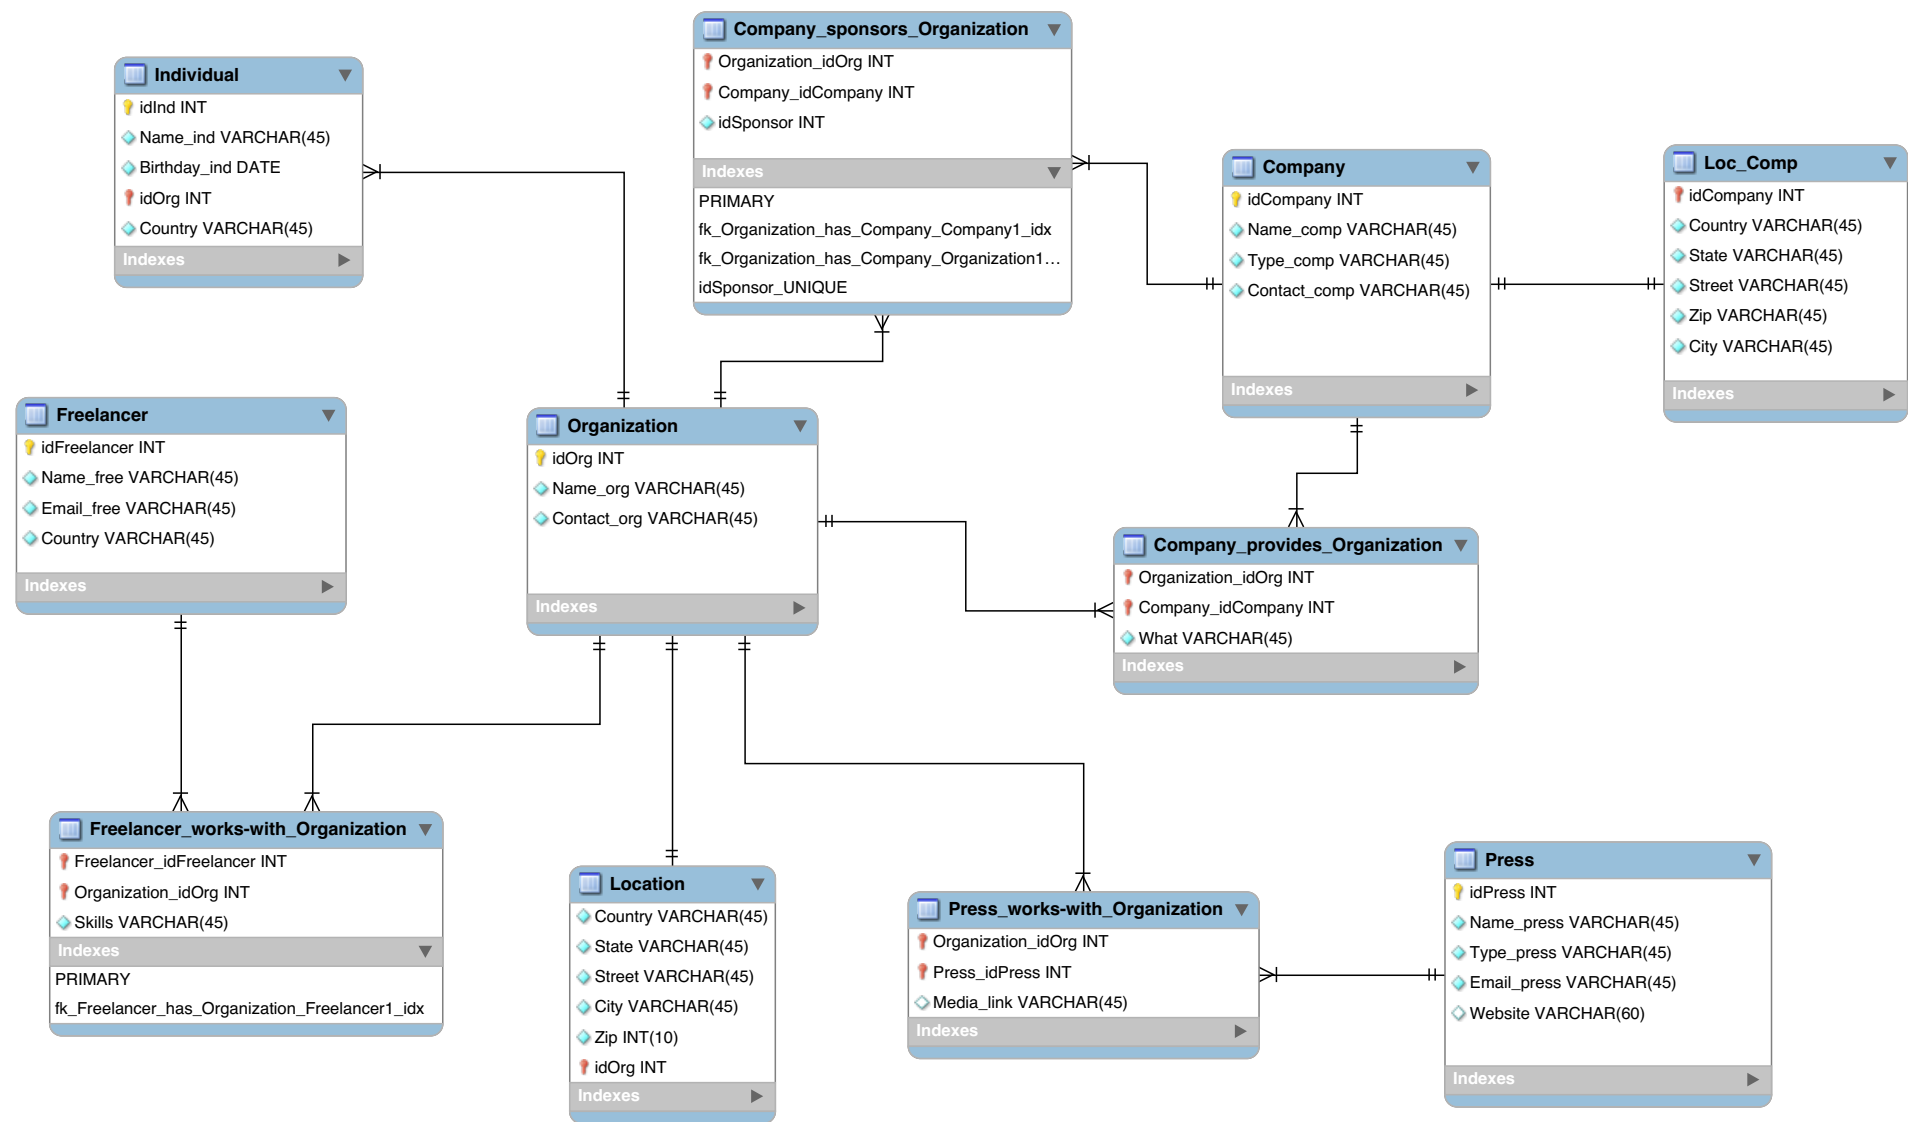 Company_sponsors_Organization
Organization_idOrg INT
Company_idCompany INT
idSponsor INT
Indexes
PRIMARY
fk_Organization_has_Company_Company1_idx
fk_Organization_has_Company_Organization1...
idSponsor_UNIQUE
Individual
idInd INT
Name_ind VARCHAR(45)
Birthday_ind DATE
idOrg INT
Country VARCHAR(45)
Indexes
Company
idCompany INT
Name_comp VARCHAR(45)
Type_comp VARCHAR(45)
Contact_comp VARCHAR(45)
Indexes
Loc_Comp
idCompany INT
Country VARCHAR(45)
State VARCHAR(45)
Street VARCHAR(45)
Zip VARCHAR(45)
City VARCHAR(45)
Indexes
Freelancer
idFreelancer INT
Name_free VARCHAR(45)
Email_free VARCHAR(45)
Country VARCHAR(45)
Indexes
Organization
idOrg INT
Name_org VARCHAR(45)
Contact_org VARCHAR(45)
Indexes
Company_provides_Organization
Organization_idOrg INT
Company_idCompany INT
What VARCHAR(45)
Indexes
Freelancer_works-with_Organization
Freelancer_idFreelancer INT
Organization_idOrg INT
Skills VARCHAR(45)
Indexes
PRIMARY
fk_Freelancer_has_Organization_Freelancer1_idx
Location
Country VARCHAR(45)
State VARCHAR(45)
Street VARCHAR(45)
City VARCHAR(45)
Zip INT(10)
idOrg INT
Indexes
Press_works-with_Organization
Organization_idOrg INT
Press_idPress INT
Media_link VARCHAR(45)
Indexes
Press
idPress INT
Name_press VARCHAR(45)
Type_press VARCHAR(45)
Email_press VARCHAR(45)
Website VARCHAR(60)
Indexes